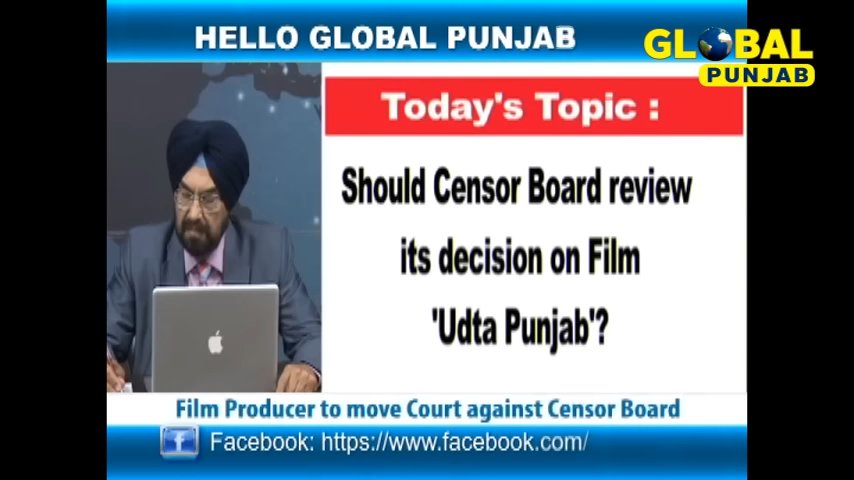 HELLO GLOBAL PUNJAB
GLOBAL
PUNJAB
Today's Topic :
Should Censor Board review
its decision on Film
'Udta Punjab'?
Film Producer to move Court against Censor Board
f Facebook: https://www.facebook.com/